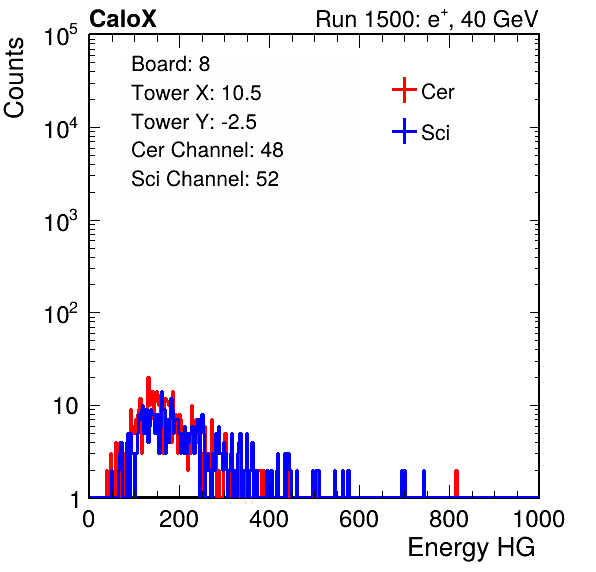 CaloX Run 1500: e⁺, 40 GeV
Counts
10⁵
10⁴
10³
10²
10
1
Board: 8
Tower X: 10.5
Tower Y: -2.5
Cer Channel: 48
Sci Channel: 52
Cer
Sci
0 200 400 600 800 1000
Energy HG